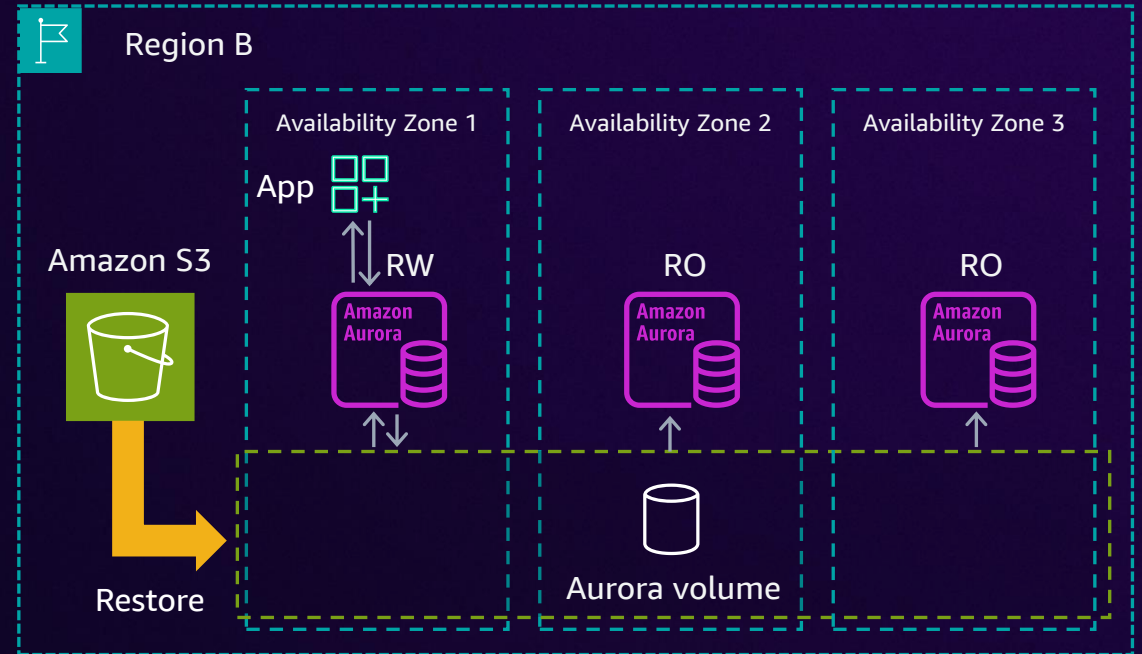 Region B
Availability Zone 1
Availability Zone 2
Availability Zone 3
App
Amazon S3
RW
RO
RO
Amazon
Aurora
Amazon
Aurora
Amazon
Aurora
Aurora volume
Restore